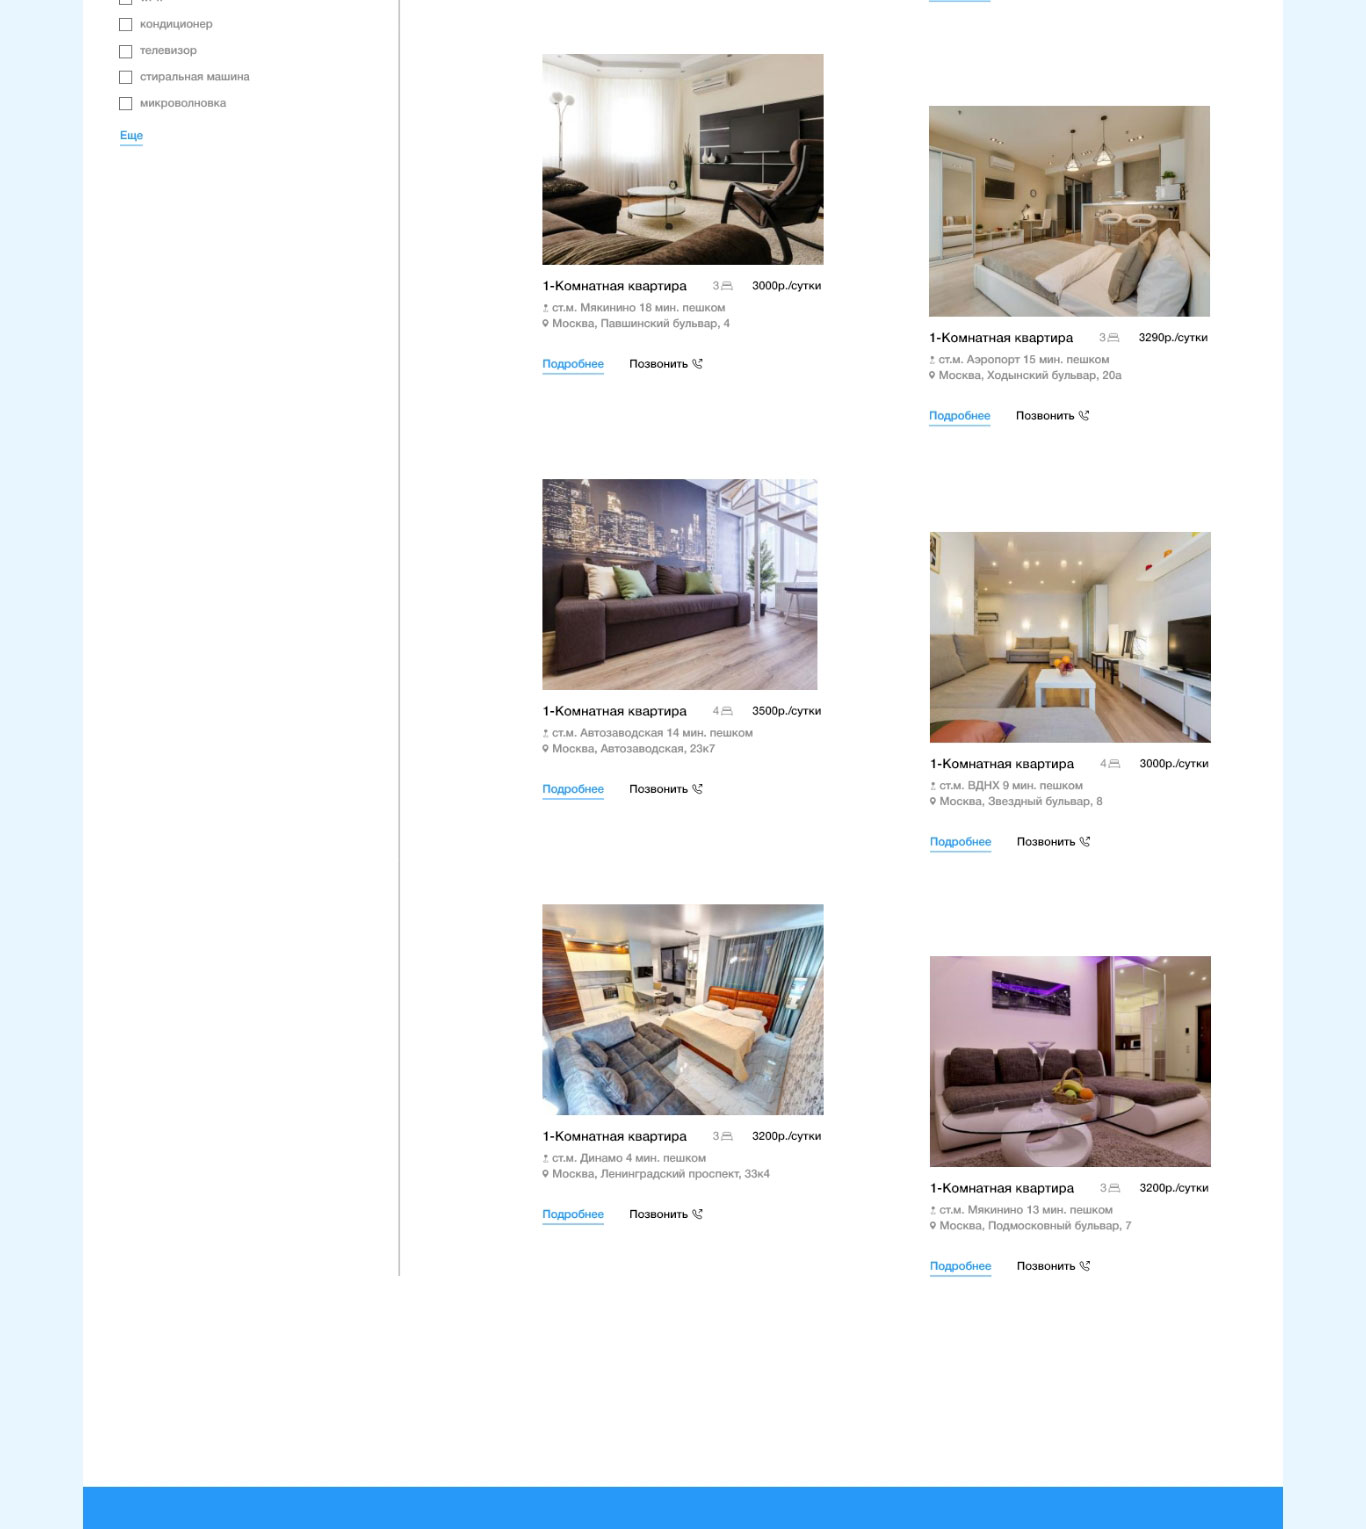 кондиционер
телевизор
стиральная машина
микроволновка
Еще
1-Комнатная квартира 3 3000р./сутки
ст.м. Мякинино 18 мин. пешком
Москва, Павшинский бульвар, 4
Подробнее Позвонить
1-Комнатная квартира 3 3290р./сутки
ст.м. Аэропорт 15 мин. пешком
Москва, Ходынский бульвар, 20а
Подробнее Позвонить
1-Комнатная квартира 4 3500р./сутки
ст.м. Автозаводская 14 мин. пешком
Москва, Автозаводская, 23к7
Подробнее Позвонить
1-Комнатная квартира 4 3000р./сутки
ст.м. ВДНХ 9 мин. пешком
Москва, Звездный бульвар, 8
Подробнее Позвонить
1-Комнатная квартира 3 3200р./сутки
ст.м. Динамо 4 мин. пешком
Москва, Ленинградский проспект, 33к4
Подробнее Позвонить
1-Комнатная квартира 3 3200р./сутки
ст.м. Мякинино 13 мин. пешком
Москва, Подмосковный бульвар, 7
Подробнее Позвонить